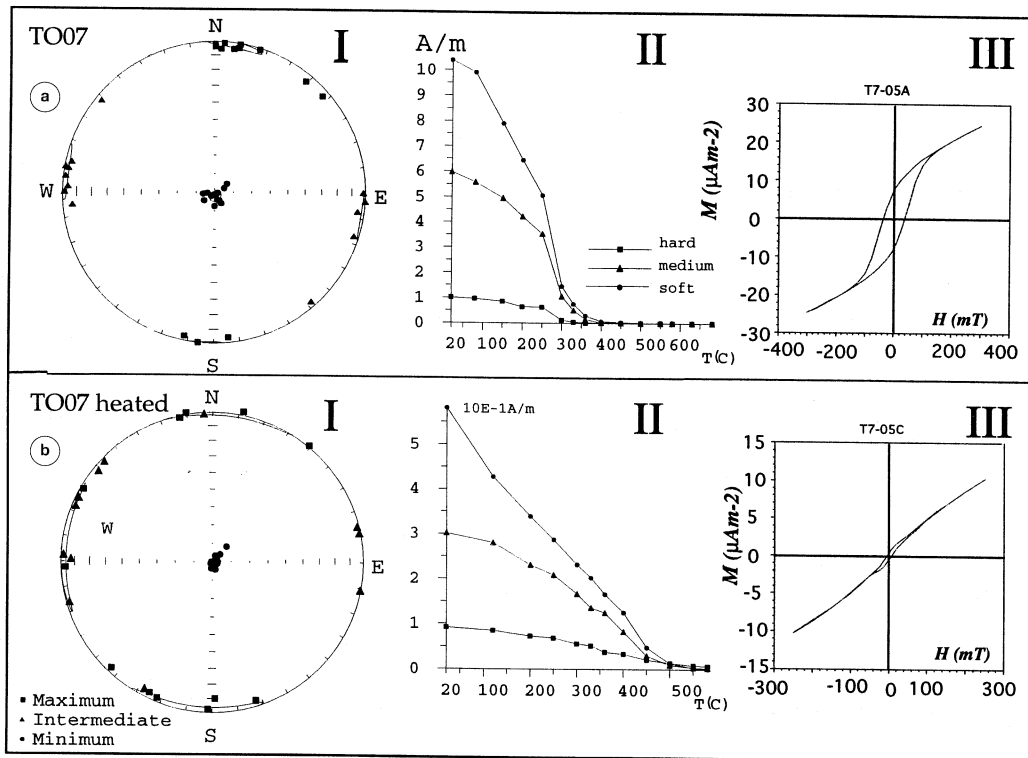 TO07
I
II
III
a
N
W
E
S
A/m
10
9
8
7
6
5
4
3
2
1
0
hard
medium
soft
20 100 200 300 400 500 600
T(C)
T7-05A
M (µAm-2)
30
20
10
0
-10
-20
-30
-400 -200 0 200 400
H (mT)
TO07 heated
I
II
III
b
N
W
E
S
■ Maximum
▲ Intermediate
● Minimum
10E-1A/m
5
4
3
2
1
0
20 100 200 300 400 500
T(C)
T7-05C
M (µAm-2)
15
10
5
0
-5
-10
-15
-300 -100 0 100 300
H (mT)